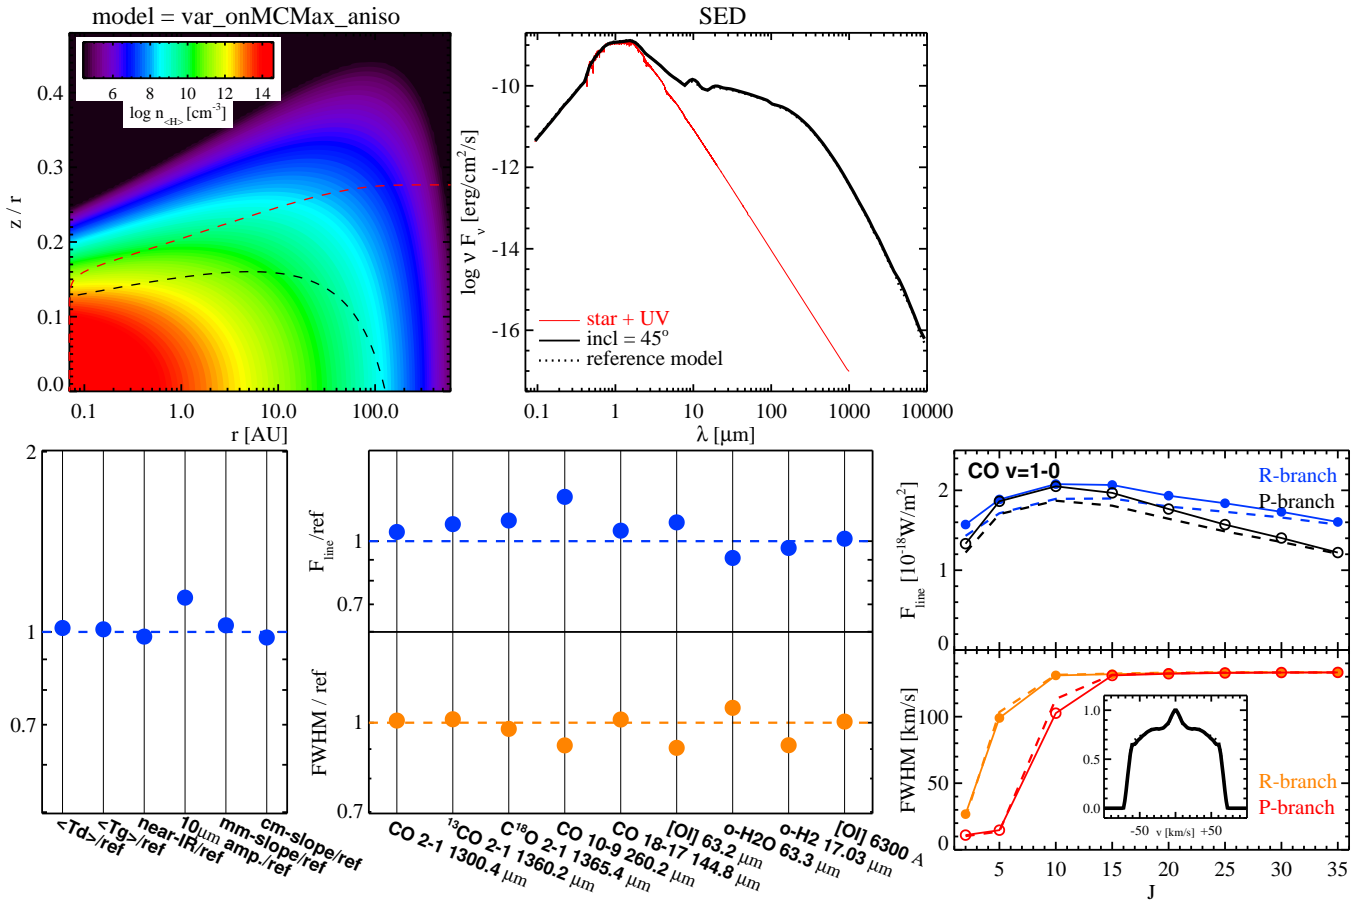 model = var_onMCMax_aniso
6 8 10 12 14
log n<H> [cm-3]
0.4
0.3
0.2
0.1
0.0
z / r
0.1 1.0 10.0 100.0
r [AU]
SED
-10
-12
-14
-16
log ν Fν [erg/cm2/s]
star + UV
incl = 45o
reference model
0.1 1 10 100 1000 10000
λ [μm]
2
1
0.7
<Td>/ref
<Tg>/ref
near-IR/ref
10μm amp./ref
mm-slope/ref
cm-slope/ref
Fline/ref
1
0.7
FWHM / ref
1
0.7
CO 2-1 1300.4 μm
13CO 2-1 1360.2 μm
C18O 2-1 1365.4 μm
CO 10-9 260.2 μm
CO 18-17 144.8 μm
[OI] 63.2 μm
o-H2O 63.3 μm
o-H2 17.03 μm
[OI] 6300 A
CO v=1-0
R-branch
P-branch
2
1
0
Fline [10-18W/m2]
100
50
0
FWHM [km/s]
1.0
0.5
0.0
-50 v [km/s] +50
R-branch
P-branch
5 10 15 20 25 30 35
J